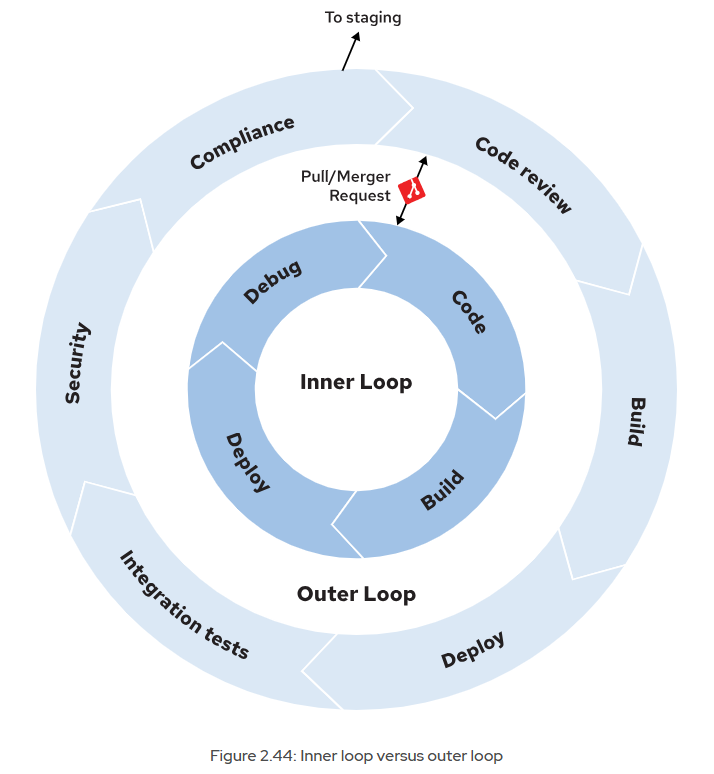 To staging
Compliance
Code review
Pull/Merger
Request
Debug
Code
Security
Inner Loop
Build
Deploy
Build
Integration tests
Outer Loop
Deploy
Figure 2.44: Inner loop versus outer loop